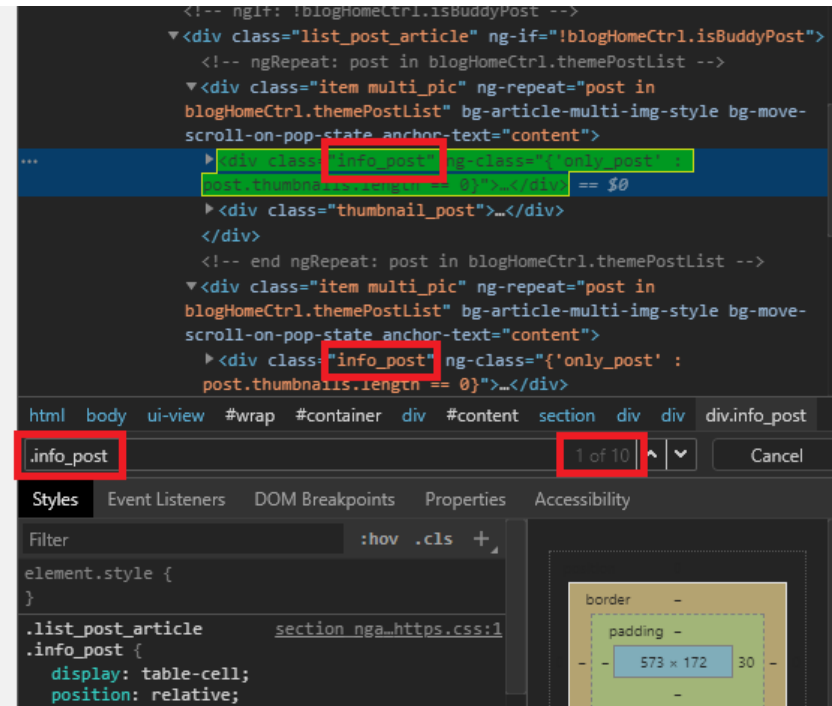 <!-- ngIf: !blogHomeCtrl.isBuddyPost -->
▼<div class="list_post_article" ng-if="!blogHomeCtrl.isBuddyPost">
<!-- ngRepeat: post in blogHomeCtrl.themePostList -->
▼<div class="item multi_pic" ng-repeat="post in
blogHomeCtrl.themePostList" bg-article-multi-img-style bg-move-
scroll-on-pop-state anchor-text="content">
… ▶<div class="info_post" ng-class="{'only_post' :
post.thumbnails.length == 0}">…</div> == $0
▶<div class="thumbnail_post">…</div>
</div>
<!-- end ngRepeat: post in blogHomeCtrl.themePostList -->
▼<div class="item multi_pic" ng-repeat="post in
blogHomeCtrl.themePostList" bg-article-multi-img-style bg-move-
scroll-on-pop-state anchor-text="content">
▶<div class="info_post" ng-class="{'only_post' :
post.thumbnails.length == 0}">…</div>
html body ui-view #wrap #container div #content section div div div.info_post
.info_post 1 of 10 Cancel
Styles Event Listeners DOM Breakpoints Properties Accessibility
Filter :hov .cls +
element.style {
}
.list_post_article section_nga…https.css:1
.info_post {
display: table-cell;
position: relative;
border –
padding –
– – 573 × 172 30 –
–